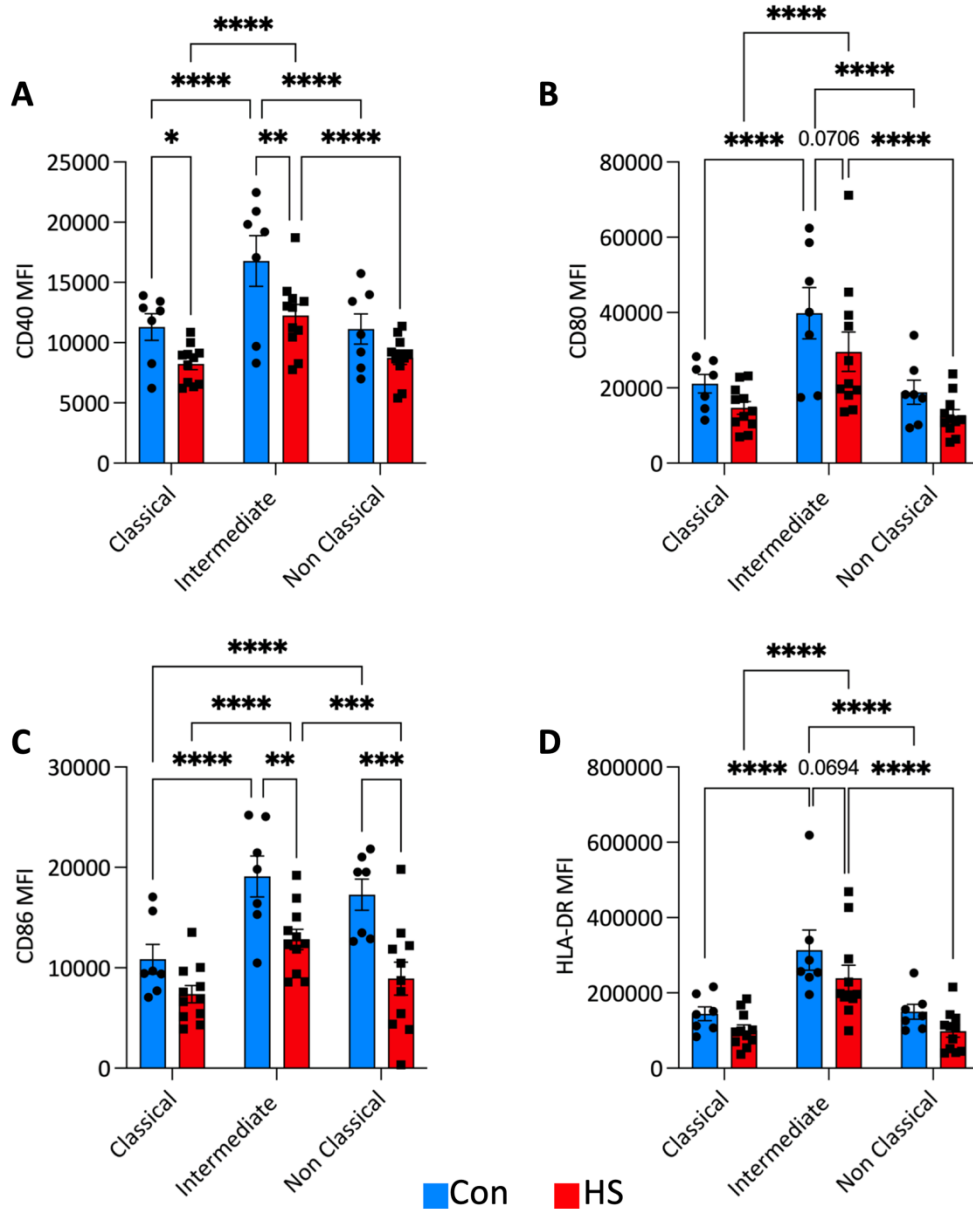 A
****
****
****
*
**
****
CD40 MFI
25000
20000
15000
10000
5000
0
Classical
Intermediate
Non Classical
B
****
****
****
0.0706
****
CD80 MFI
80000
60000
40000
20000
0
Classical
Intermediate
Non Classical
C
****
****
***
****
**
***
CD86 MFI
30000
20000
10000
0
Classical
Intermediate
Non Classical
D
****
****
****
0.0694
****
HLA-DR MFI
800000
600000
400000
200000
0
Classical
Intermediate
Non Classical
Con
HS